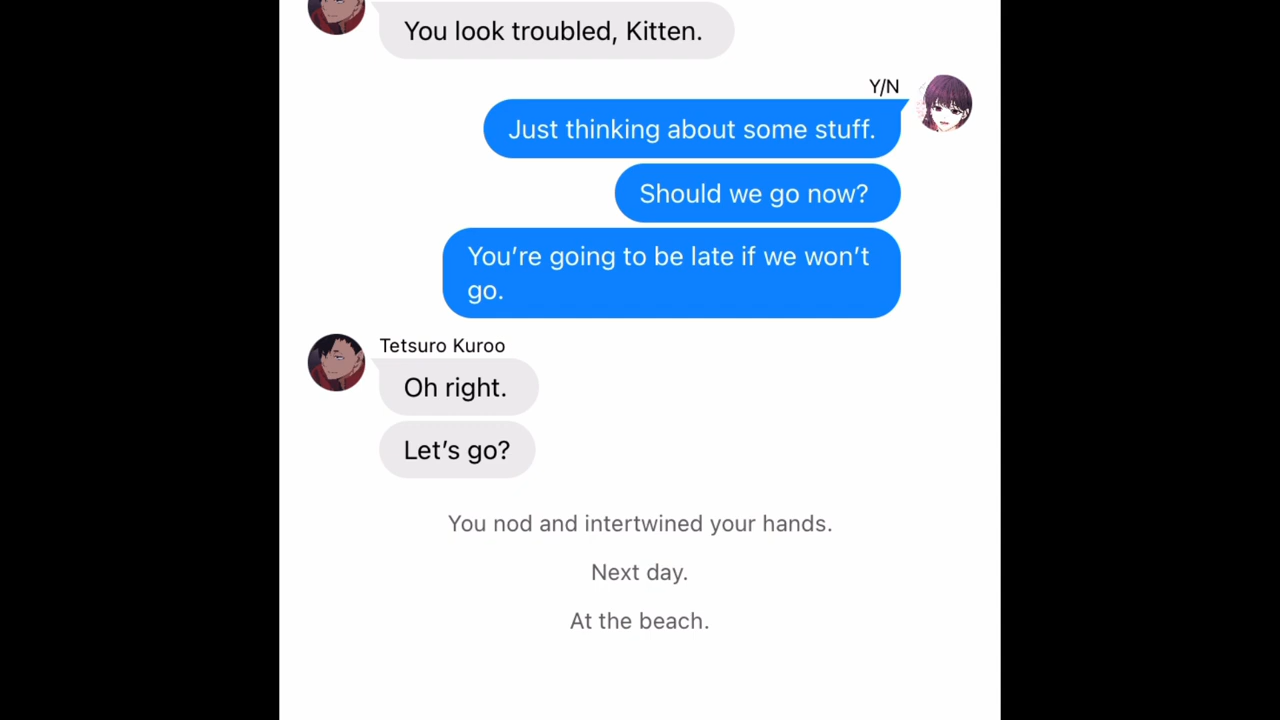 You look troubled, Kitten.
Y/N
Just thinking about some stuff.
Should we go now?
You’re going to be late if we won’t
go.
Tetsuro Kuroo
Oh right.
Let’s go?
You nod and intertwined your hands.
Next day.
At the beach.